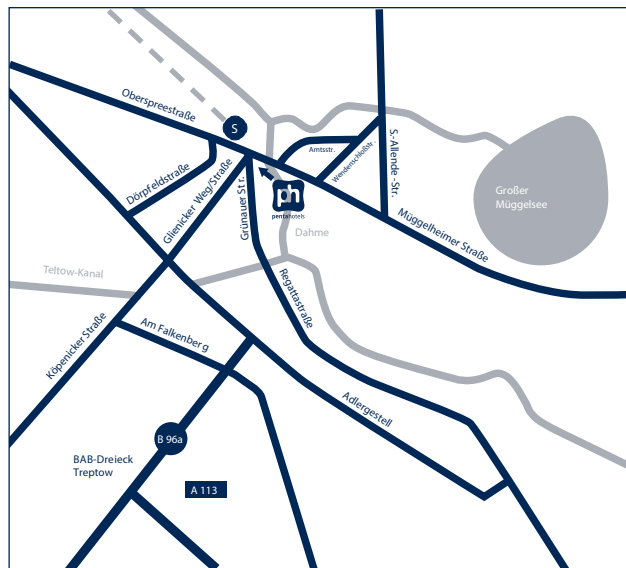 Oberspreestraße
S
Amtsstr.
Wendenschloßstr.
S.-Allende-Str.
Dörpfeldstraße
Glienicker Weg/Straße
Grünauer Str.
ph
pentahotels
Großer
Müggelsee
Müggelheimer Straße
Dahme
Teltow-Kanal
Regattastraße
Köpenicker Straße
Am Falkenberg
Adlergestell
B 96a
BAB-Dreieck
Treptow
A 113